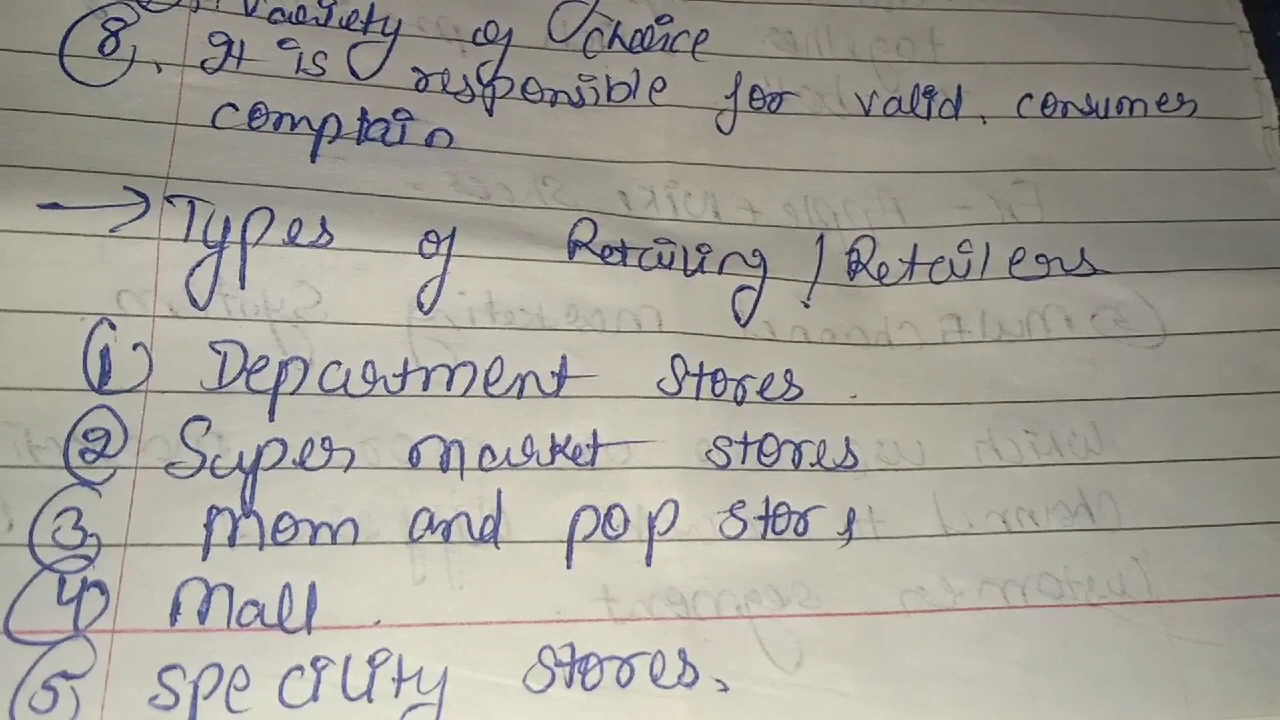 Variety of choice
8. It is responsible for valid. consumer
complain
→ Types of Retailing / Retailers
1) Department stores.
2) Super market stores
3) mom and pop stors
4) Mall.
5) Specility stores.